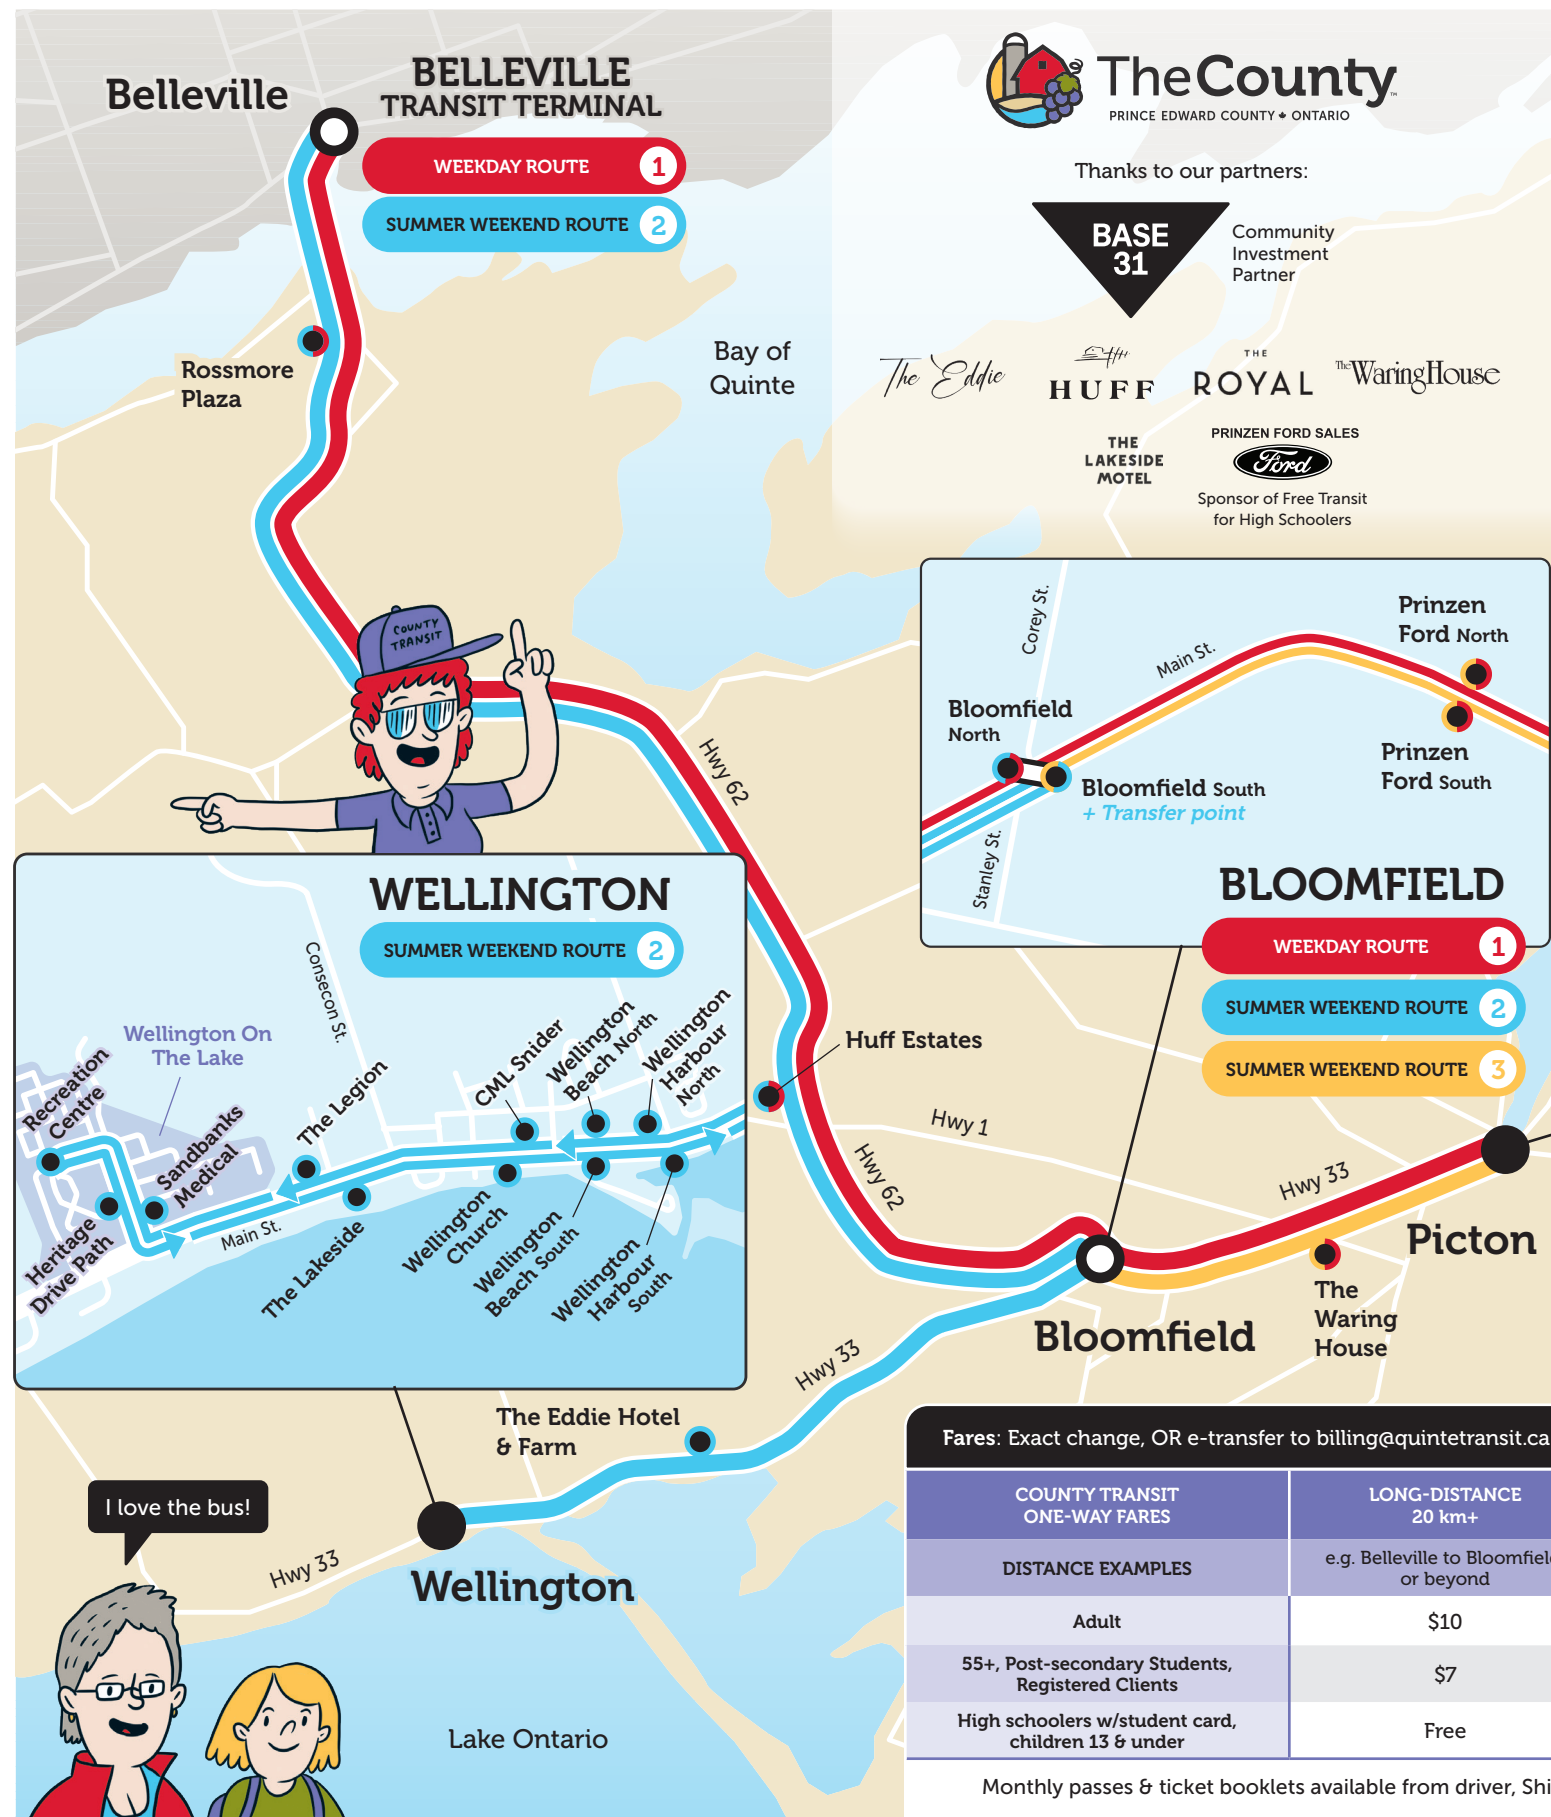 Belleville
BELLEVILLE
TRANSIT TERMINAL
WEEKDAY ROUTE 1
SUMMER WEEKEND ROUTE 2
TheCounty™
PRINCE EDWARD COUNTY ONTARIO
Thanks to our partners:
BASE
31
Community
Investment
Partner
The Eddie
HUFF
THE
ROYAL
The Waring House
THE
LAKESIDE
MOTEL
PRINZEN FORD SALES
Ford
Sponsor of Free Transit
for High Schoolers
Rossmore
Plaza
Bay of
Quinte
COUNTY
TRANSIT
Hwy 62
Corey St.
Main St.
Prinzen
Ford North
Bloomfield
North
Bloomfield South
+ Transfer point
Prinzen
Ford South
Stanley St.
BLOOMFIELD
WEEKDAY ROUTE 1
SUMMER WEEKEND ROUTE 2
SUMMER WEEKEND ROUTE 3
WELLINGTON
SUMMER WEEKEND ROUTE 2
Consecon St.
Wellington On
The Lake
Recreation
Centre
Sandbanks
Medical
The Legion
CML Snider
Wellington
Beach North
Wellington
Harbour
North
Heritage
Drive Path
Main St.
The Lakeside
Wellington
Church
Wellington
Beach South
Wellington
Harbour
South
Huff Estates
Hwy 1
Hwy 62
Hwy 33
Picton
The
Waring
House
Bloomfield
Hwy 33
The Eddie Hotel
& Farm
I love the bus!
Hwy 33
Wellington
Lake Ontario
Fares: Exact change, OR e-transfer to billing@quintetransit.ca
COUNTY TRANSIT
ONE-WAY FARES
LONG-DISTANCE
20 km+
DISTANCE EXAMPLES
e.g. Belleville to Bloomfield
or beyond
Adult
$10
55+, Post-secondary Students,
Registered Clients
$7
High schoolers w/student card,
children 13 & under
Free
Monthly passes & ticket booklets available from driver, Shi